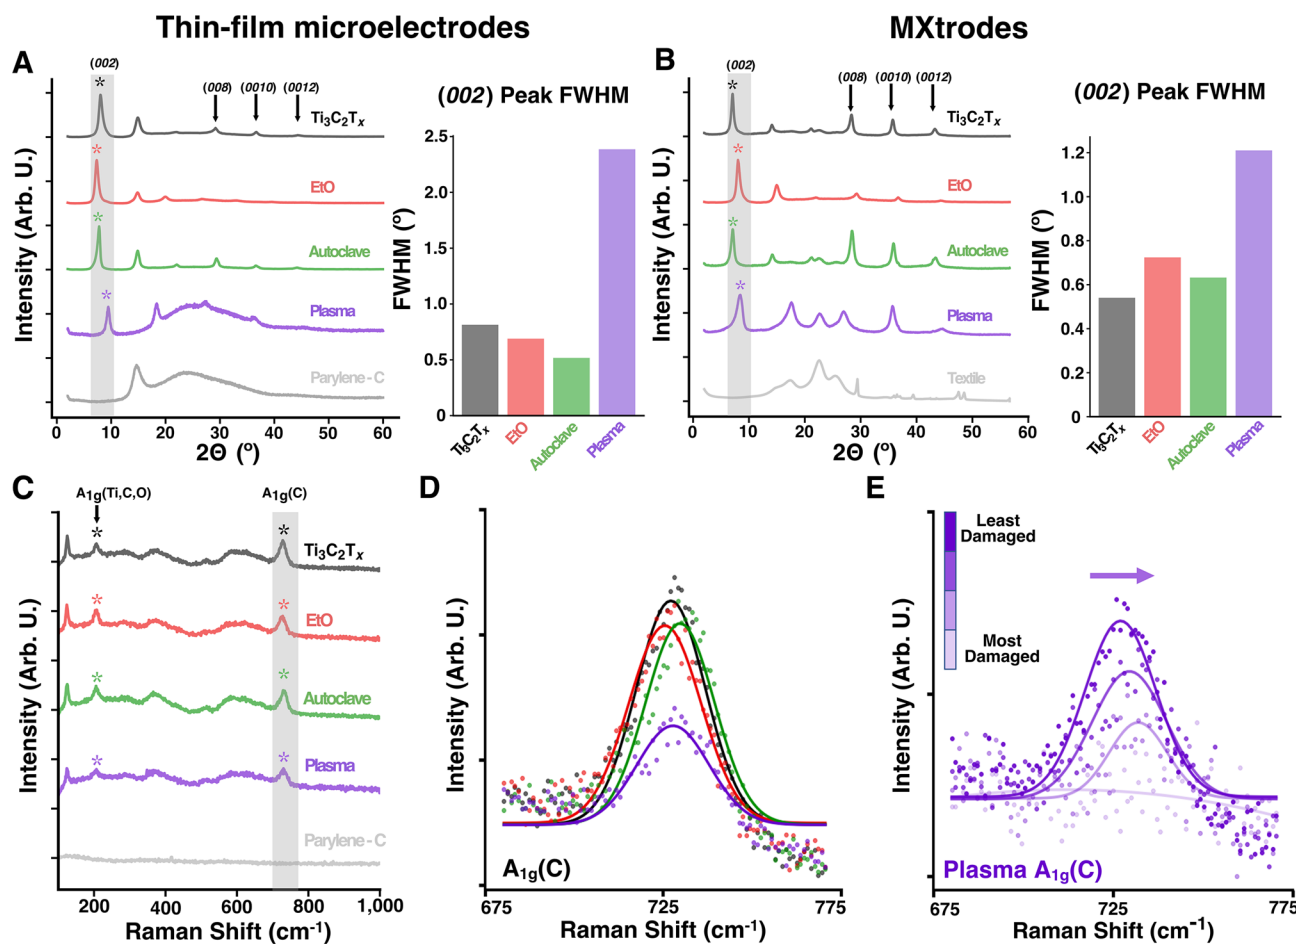 Thin-film microelectrodes
MXtrodes
A
(002)
*
(008)
(0010)
(0012)
Ti3C2Tx
*
EtO
*
Autoclave
*
Plasma
Parylene-C
Intensity (Arb. U.)
0 10 20 30 40 50 60
2Θ (º)
(002) Peak FWHM
2.5
2.0
1.5
1.0
0.5
0
FWHM (º)
Ti3C2Tx
EtO
Autoclave
Plasma
B
(002)
*
(008)
(0010)
(0012)
Ti3C2Tx
*
EtO
*
Autoclave
*
Plasma
Textile
Intensity (Arb. U.)
0 10 20 30 40 50 60
2Θ (º)
(002) Peak FWHM
1.2
1.0
0.8
0.6
0.4
0.2
0
FWHM (º)
Ti3C2Tx
EtO
Autoclave
Plasma
C
A1g(Ti,C,O)
A1g(C)
* *
Ti3C2Tx
* *
EtO
* *
Autoclave
* *
Plasma
Parylene-C
Intensity (Arb. U.)
200 400 600 800 1,000
Raman Shift (cm-1)
D
Intensity (Arb. U.)
A1g(C)
675 725 775
Raman Shift (cm-1)
E
Least
Damaged
Most
Damaged
Intensity (Arb. U.)
Plasma A1g(C)
675 725 775
Raman Shift (cm-1)